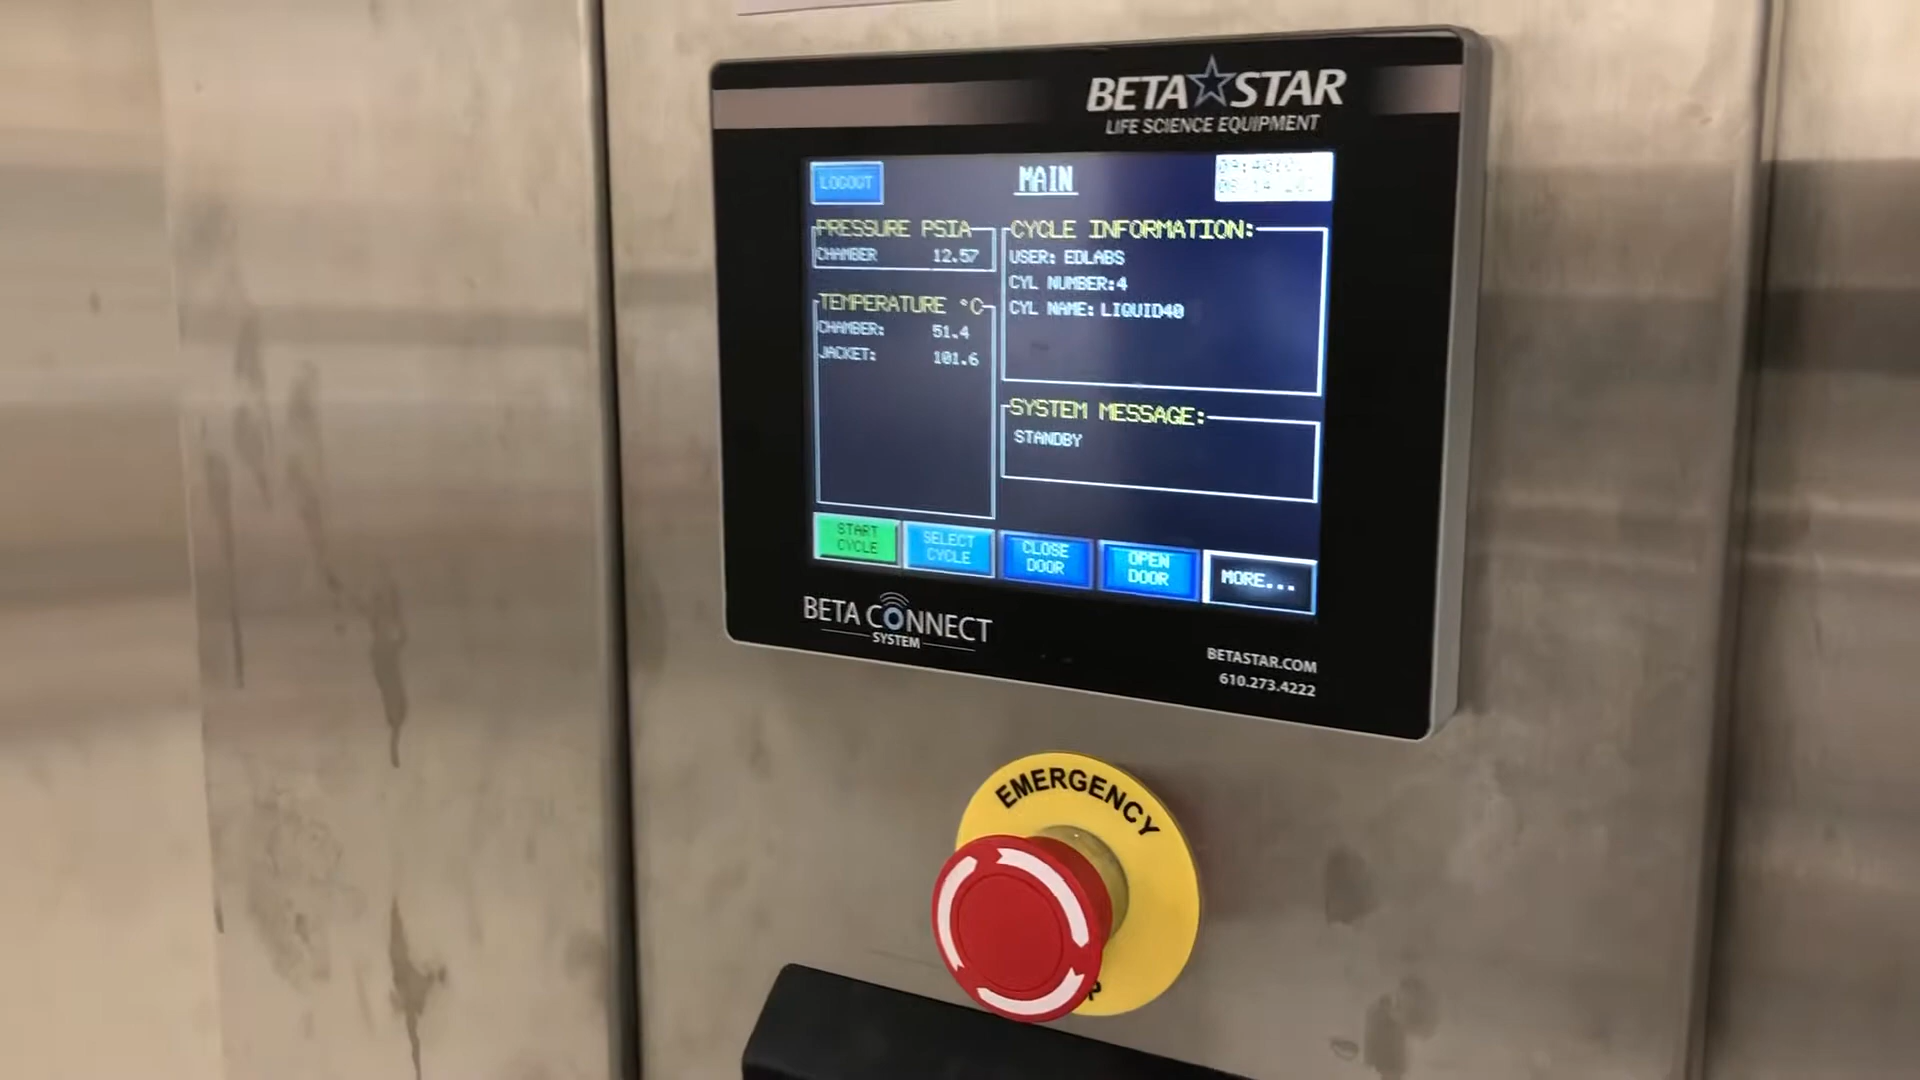 BETA STAR
LIFE SCIENCE EQUIPMENT
LOGOUT
MAIN
PRESSURE PSIA
CHAMBER 12.57
TEMPERATURE °C
CHAMBER: 51.4
JACKET: 101.6
CYCLE INFORMATION:
USER: EDLABS
CYL NUMBER:4
CYL NAME: LIQUID40
SYSTEM MESSAGE:
STANDBY
START
CYCLE
SELECT
CYCLE
CLOSE
DOOR
OPEN
DOOR
MORE...
BETA CONNECT
SYSTEM
BETASTAR.COM
610.273.4222
EMERGENCY